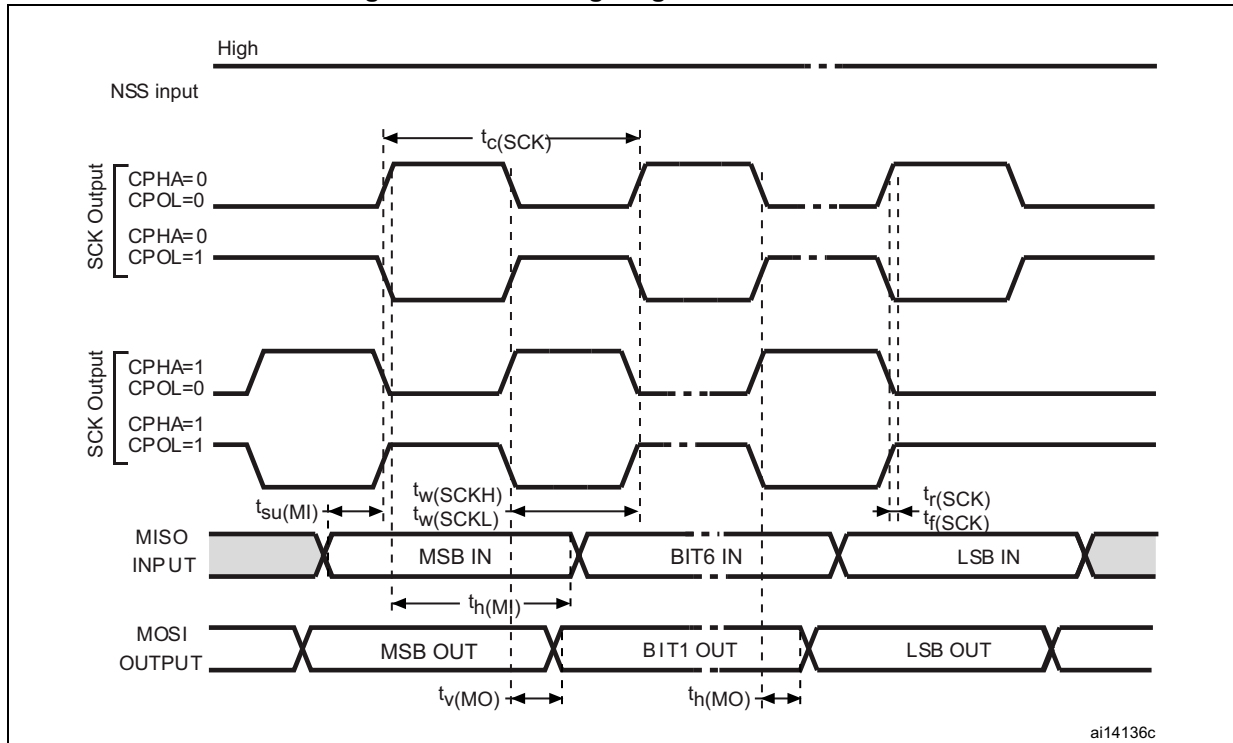 High
NSS input
tc(SCK)
SCK Output
CPHA=0
CPOL=0
CPHA=0
CPOL=1
SCK Output
CPHA=1
CPOL=0
CPHA=1
CPOL=1
tsu(MI)
tw(SCKH)
tw(SCKL)
tr(SCK)
tf(SCK)
MISO
INPUT
MSB IN
BIT6 IN
LSB IN
th(MI)
MOSI
OUTPUT
MSB OUT
BIT1 OUT
LSB OUT
tv(MO)
th(MO)
ai14136c